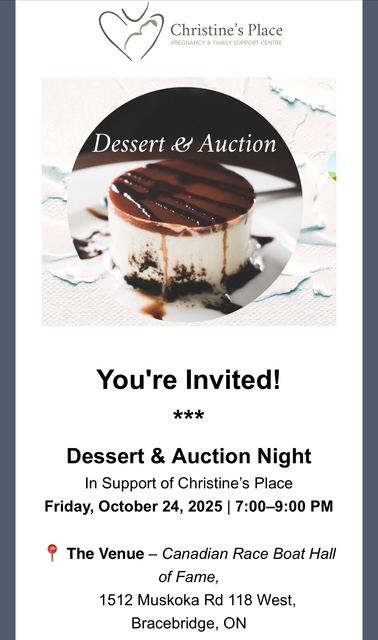 Christine's Place
PREGNANCY & FAMILY SUPPORT CENTRE
Dessert & Auction
You're Invited!
***
Dessert & Auction Night
In Support of Christine’s Place
Friday, October 24, 2025 | 7:00–9:00 PM
📍 The Venue – Canadian Race Boat Hall
of Fame,
1512 Muskoka Rd 118 West,
Bracebridge, ON